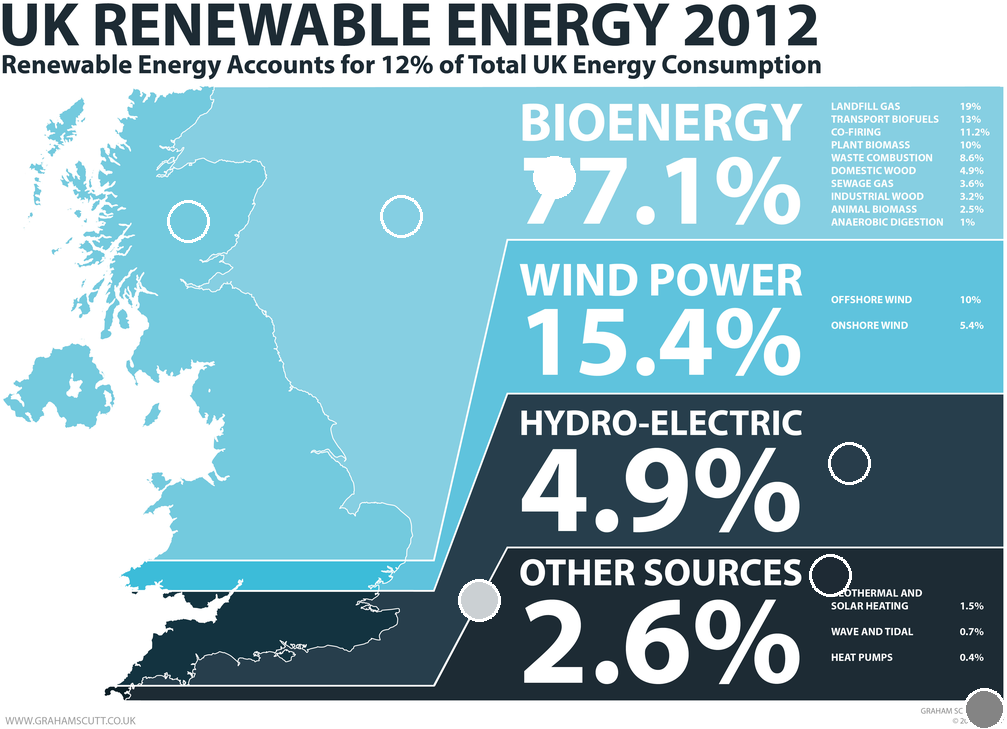 UK RENEWABLE ENERGY 2012
Renewable Energy Accounts for 12% of Total UK Energy Consumption
BIOENERGY
77.1%
LANDFILL GAS 19%
TRANSPORT BIOFUELS 13%
CO-FIRING 11.2%
PLANT BIOMASS 10%
WASTE COMBUSTION 8.6%
DOMESTIC WOOD 4.9%
SEWAGE GAS 3.6%
INDUSTRIAL WOOD 3.2%
ANIMAL BIOMASS 2.5%
ANAEROBIC DIGESTION 1%
WIND POWER
15.4%
OFFSHORE WIND 10%
ONSHORE WIND 5.4%
HYDRO-ELECTRIC
4.9%
OTHER SOURCES
2.6%
GEOTHERMAL AND
SOLAR HEATING 1.5%
WAVE AND TIDAL 0.7%
HEAT PUMPS 0.4%
WWW.GRAHAMSCUTT.CO.UK
GRAHAM
©